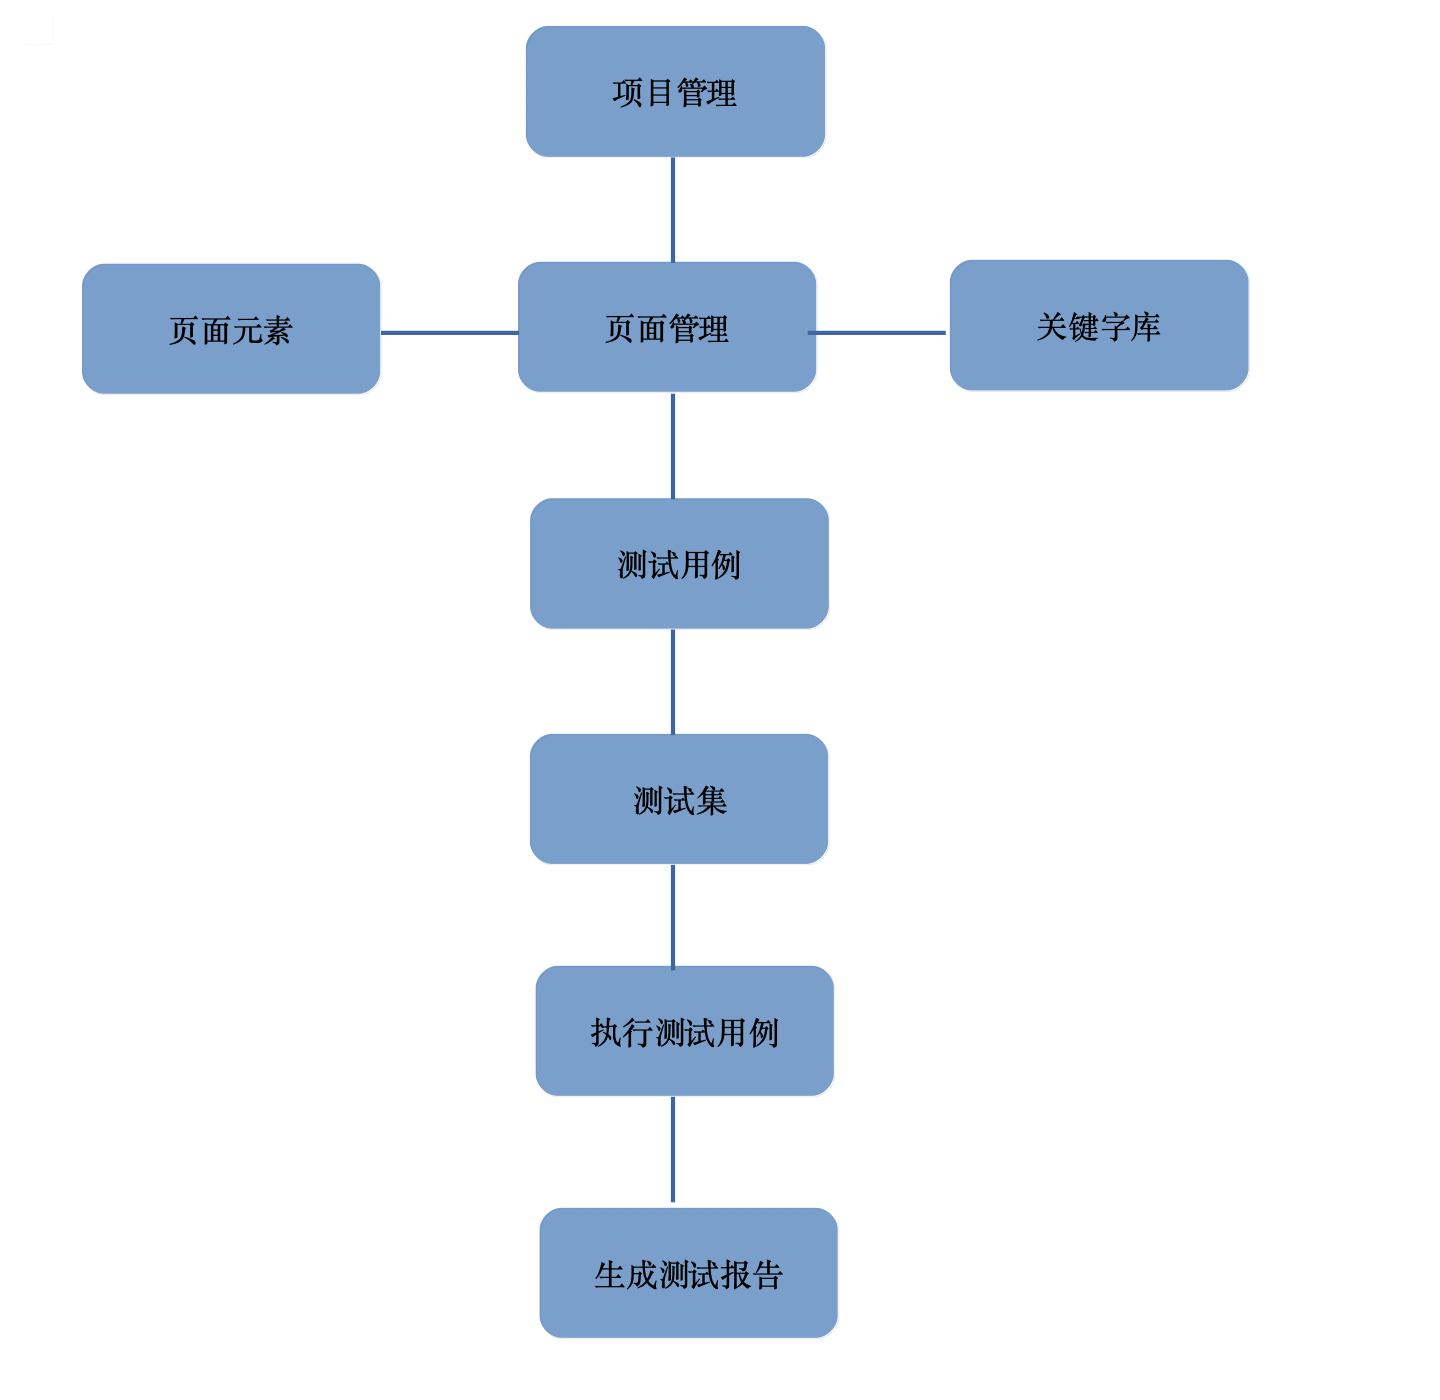 项目管理
页面元素
页面管理
关键字库
测试用例
测试集
执行测试用例
生成测试报告